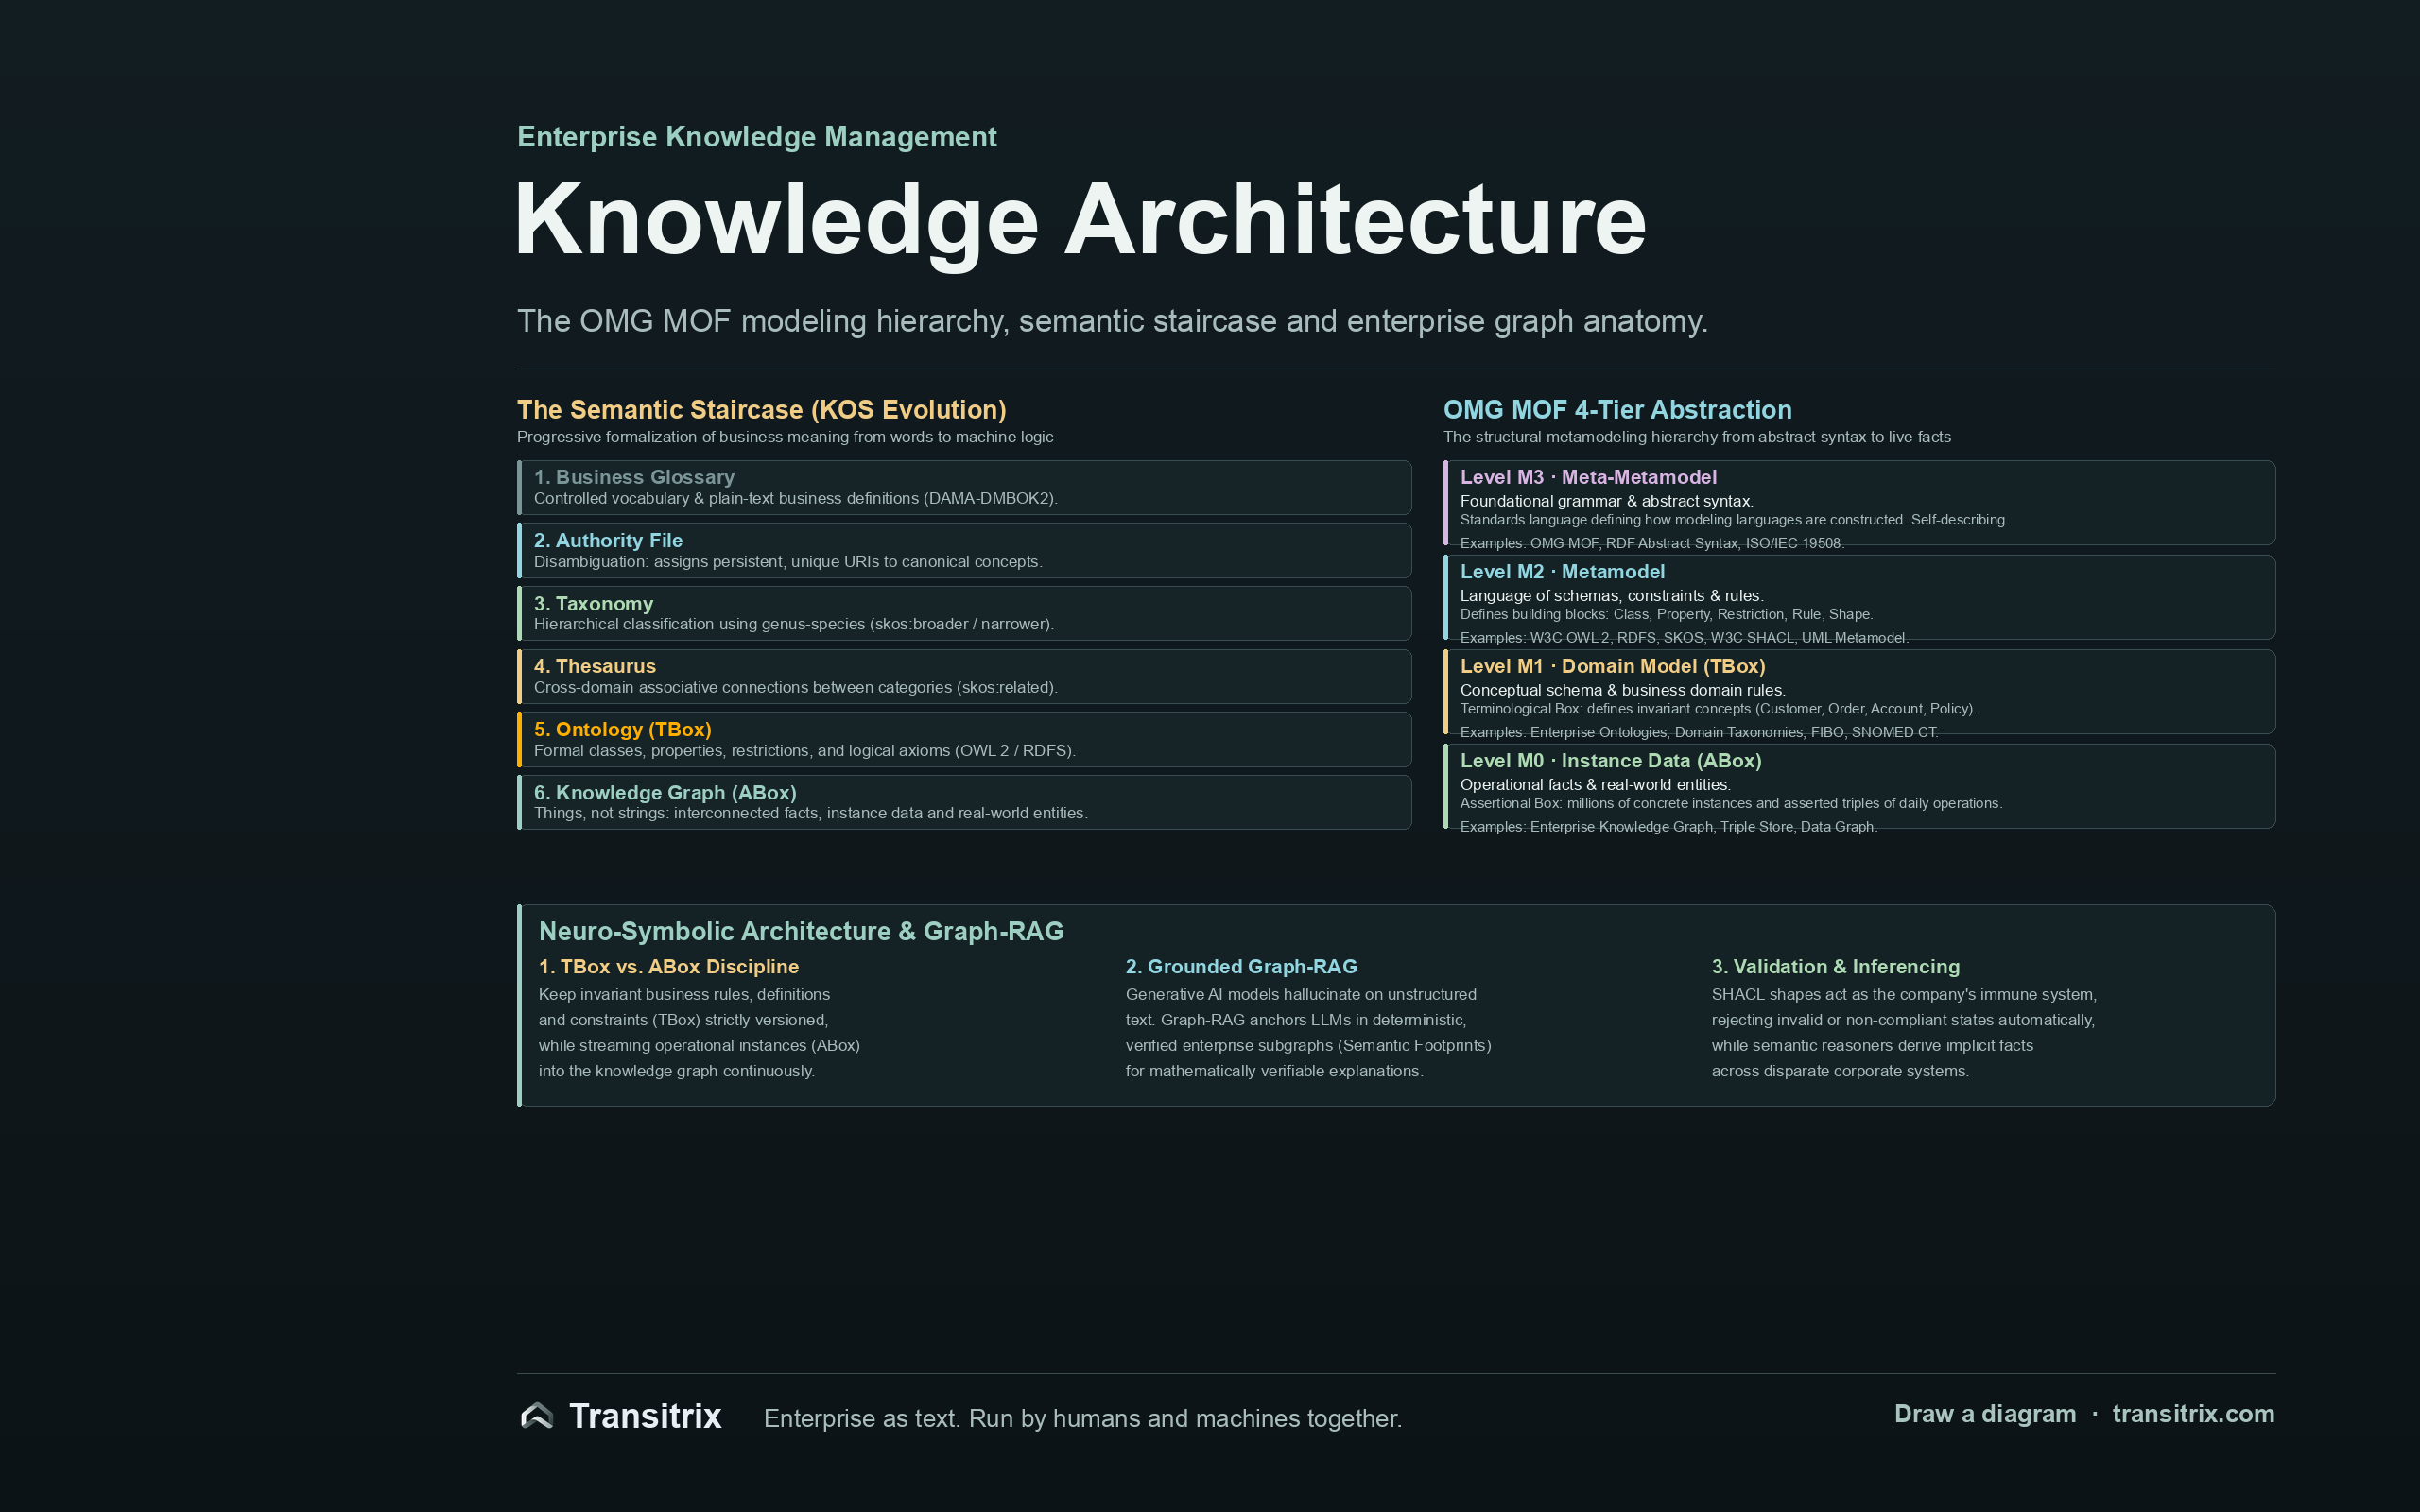 Enterprise Knowledge Management
Knowledge Architecture
The OMG MOF modeling hierarchy, semantic staircase and enterprise graph anatomy.
The Semantic Staircase (KOS Evolution)
Progressive formalization of business meaning from words to machine logic
1. Business Glossary
Controlled vocabulary & plain-text business definitions (DAMA-DMBOK2).
2. Authority File
Disambiguation: assigns persistent, unique URIs to canonical concepts.
3. Taxonomy
Hierarchical classification using genus-species (skos:broader / narrower).
4. Thesaurus
Cross-domain associative connections between categories (skos:related).
5. Ontology (TBox)
Formal classes, properties, restrictions, and logical axioms (OWL 2 / RDFS).
6. Knowledge Graph (ABox)
Things, not strings: interconnected facts, instance data and real-world entities.
OMG MOF 4-Tier Abstraction
The structural metamodeling hierarchy from abstract syntax to live facts
Level M3 · Meta-Metamodel
Foundational grammar & abstract syntax.
Standards language defining how modeling languages are constructed. Self-describing.
Examples: OMG MOF, RDF Abstract Syntax, ISO/IEC 19508.
Level M2 · Metamodel
Language of schemas, constraints & rules.
Defines building blocks: Class, Property, Restriction, Rule, Shape.
Examples: W3C OWL 2, RDFS, SKOS, W3C SHACL, UML Metamodel.
Level M1 · Domain Model (TBox)
Conceptual schema & business domain rules.
Terminological Box: defines invariant concepts (Customer, Order, Account, Policy).
Examples: Enterprise Ontologies, Domain Taxonomies, FIBO, SNOMED CT.
Level M0 · Instance Data (ABox)
Operational facts & real-world entities.
Assertional Box: millions of concrete instances and asserted triples of daily operations.
Examples: Enterprise Knowledge Graph, Triple Store, Data Graph.
Neuro-Symbolic Architecture & Graph-RAG
1. TBox vs. ABox Discipline
Keep invariant business rules, definitions
and constraints (TBox) strictly versioned,
while streaming operational instances (ABox)
into the knowledge graph continuously.
2. Grounded Graph-RAG
Generative AI models hallucinate on unstructured
text. Graph-RAG anchors LLMs in deterministic,
verified enterprise subgraphs (Semantic Footprints)
for mathematically verifiable explanations.
3. Validation & Inferencing
SHACL shapes act as the company's immune system,
rejecting invalid or non-compliant states automatically,
while semantic reasoners derive implicit facts
across disparate corporate systems.
Transitrix
Enterprise as text. Run by humans and machines together.
Draw a diagram · transitrix.com